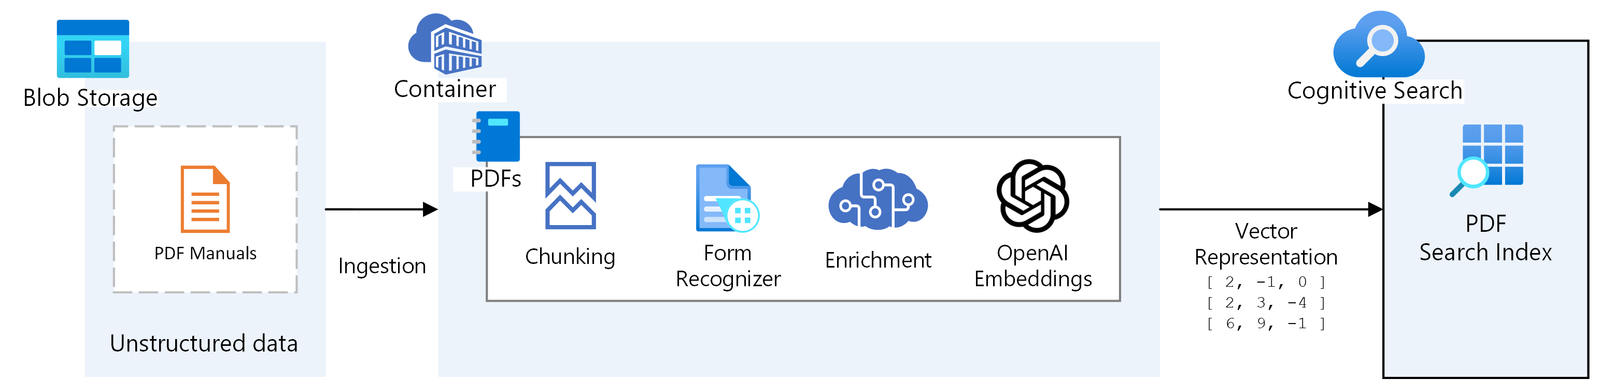 Blob Storage
PDF Manuals
Unstructured data
Ingestion
Container
PDFs
Chunking
Form
Recognizer
Enrichment
OpenAI
Embeddings
Vector
Representation
[ 2, -1, 0 ]
[ 2, 3, -4 ]
[ 6, 9, -1 ]
Cognitive Search
PDF
Search Index